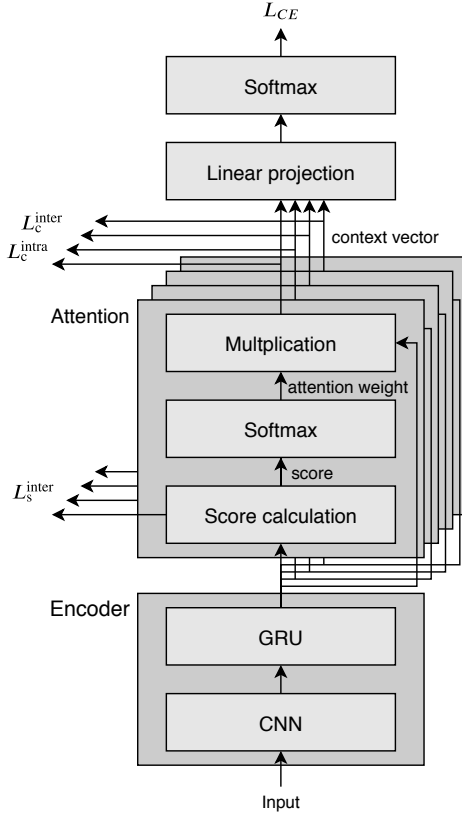 L_CE
Softmax
Linear projection
L_c^inter
L_c^intra
context vector
Attention
Multplication
attention weight
Softmax
score
L_s^inter
Score calculation
Encoder
GRU
CNN
Input